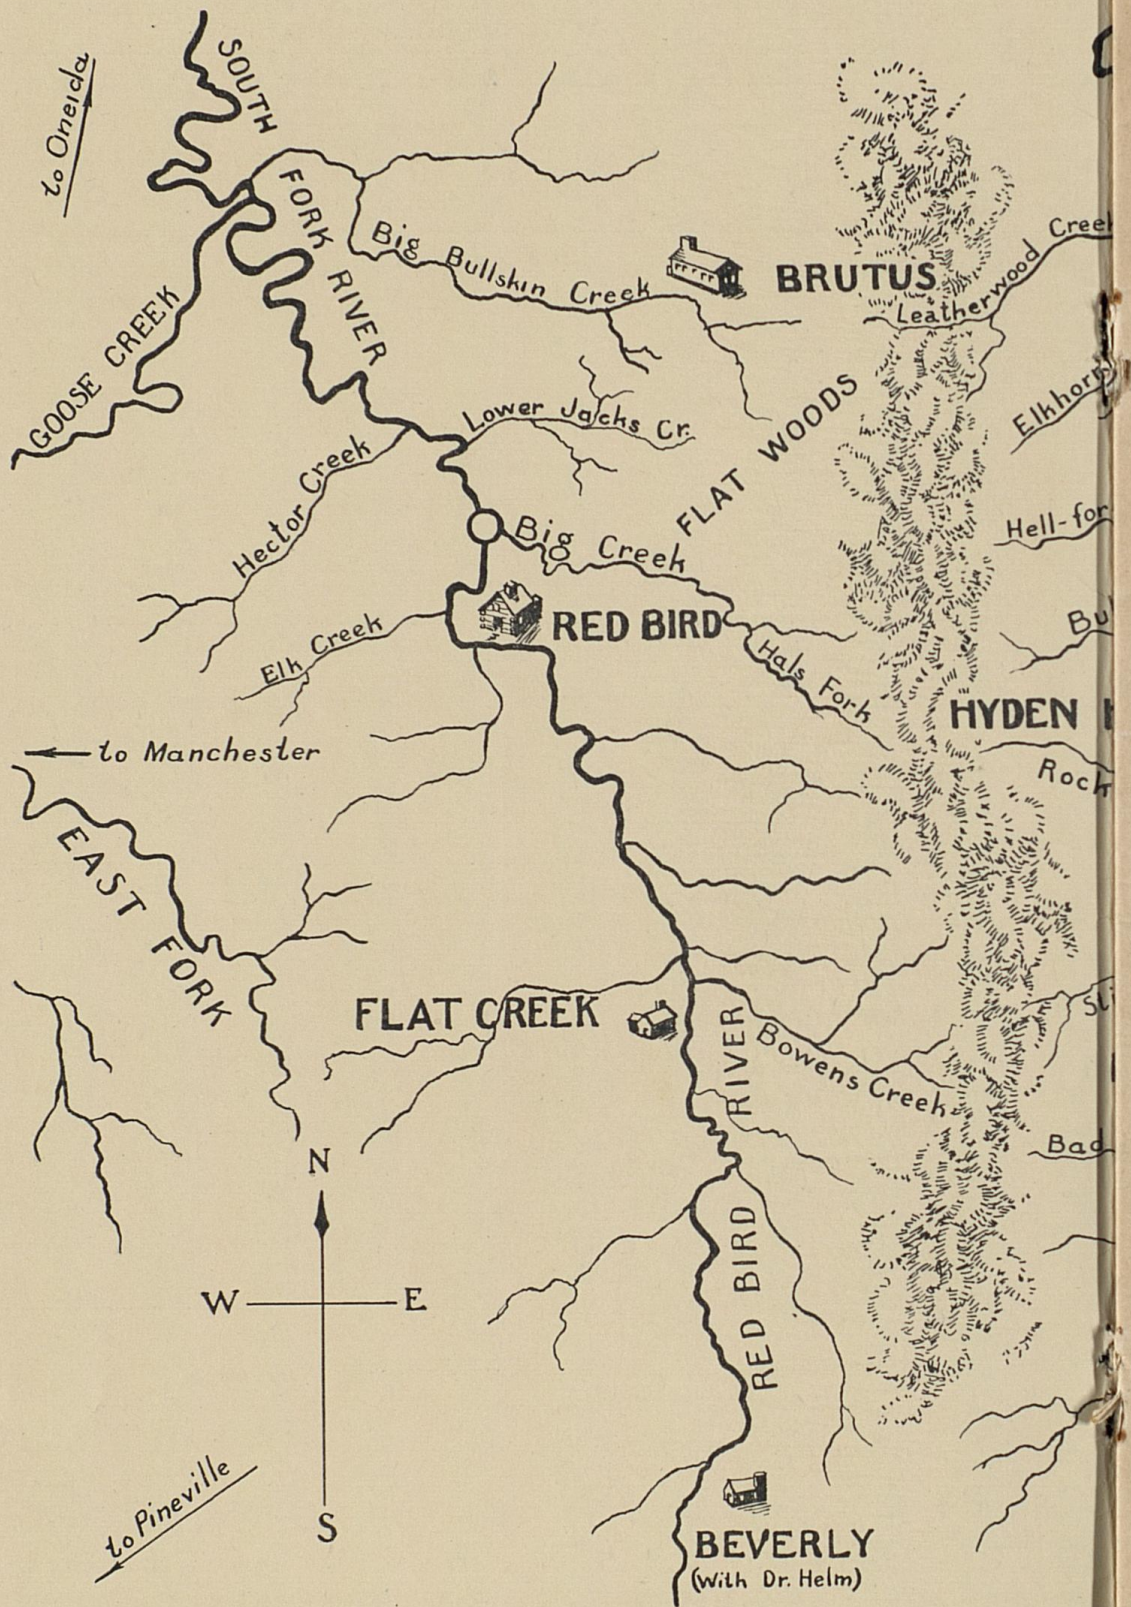 to Oneida
SOUTH FORK RIVER
GOOSE CREEK
Big Bullskin Creek
BRUTUS
Leatherwood Creek
Elkhorn
Lower Jacks Cr.
FLAT WOODS
Hector Creek
Big Creek
Hell-for
RED BIRD
Elk Creek
Hals Fork
Bul
HYDEN
Rock
to Manchester
EAST FORK
FLAT CREEK
RED BIRD RIVER
Bowens Creek
Sli
Bad
N
W
E
S
to Pineville
BEVERLY
(With Dr. Helm)